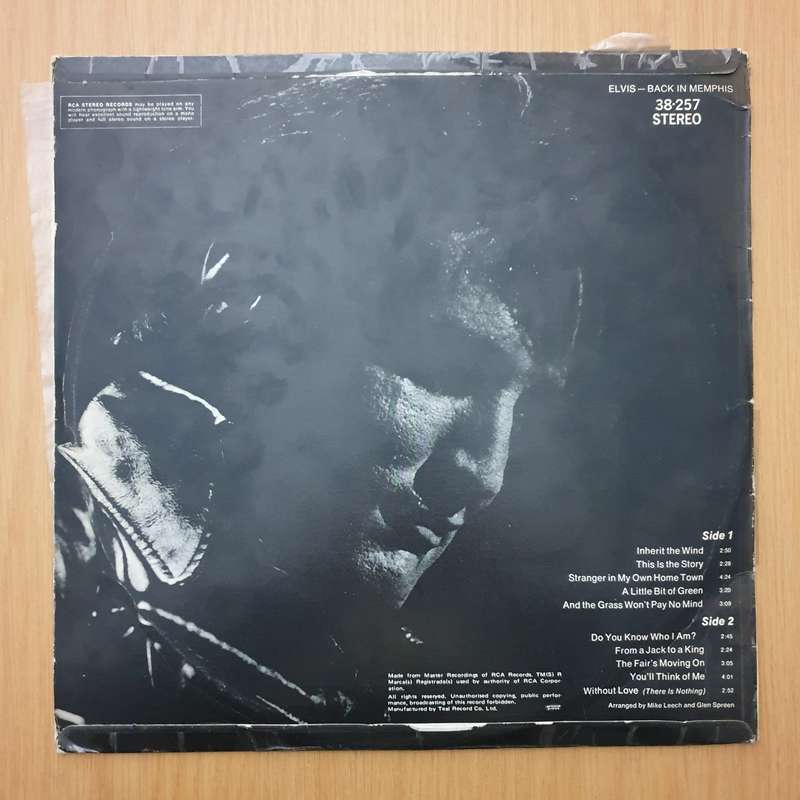 RCA STEREO RECORDS may be played on any
modern phonograph with a lightweight tone arm. You
will hear excellent sound reproduction on a mono
player and full stereo sound on a stereo player.
ELVIS – BACK IN MEMPHIS
38-257
STEREO
Side 1
Inherit the Wind 2:50
This Is the Story 2:28
Stranger in My Own Home Town 4:24
A Little Bit of Green 3:20
And the Grass Won't Pay No Mind 3:09
Side 2
Do You Know Who I Am? 2:45
From a Jack to a King 2:24
The Fair's Moving On 3:05
You'll Think of Me 4:01
Without Love (There Is Nothing) 2:52
Arranged by Mike Leech and Glen Spreen
Made from Master Recordings of RCA Records. TM(S) R
Marca(s) Registrada(s) used by authority of RCA Corpor-
ation.
All rights reserved. Unauthorised copying, public perfor-
mance, broadcasting of this record forbidden.
Manufactured by Teal Record Co. Ltd.